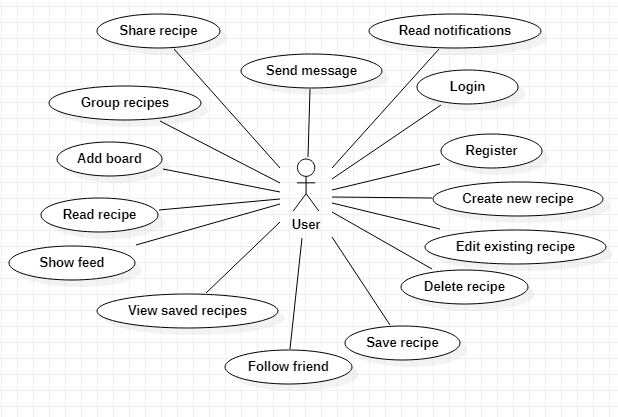 Share recipe
Read notifications
Send message
Login
Group recipes
Register
Add board
Create new recipe
Read recipe
User
Edit existing recipe
Show feed
Delete recipe
View saved recipes
Save recipe
Follow friend